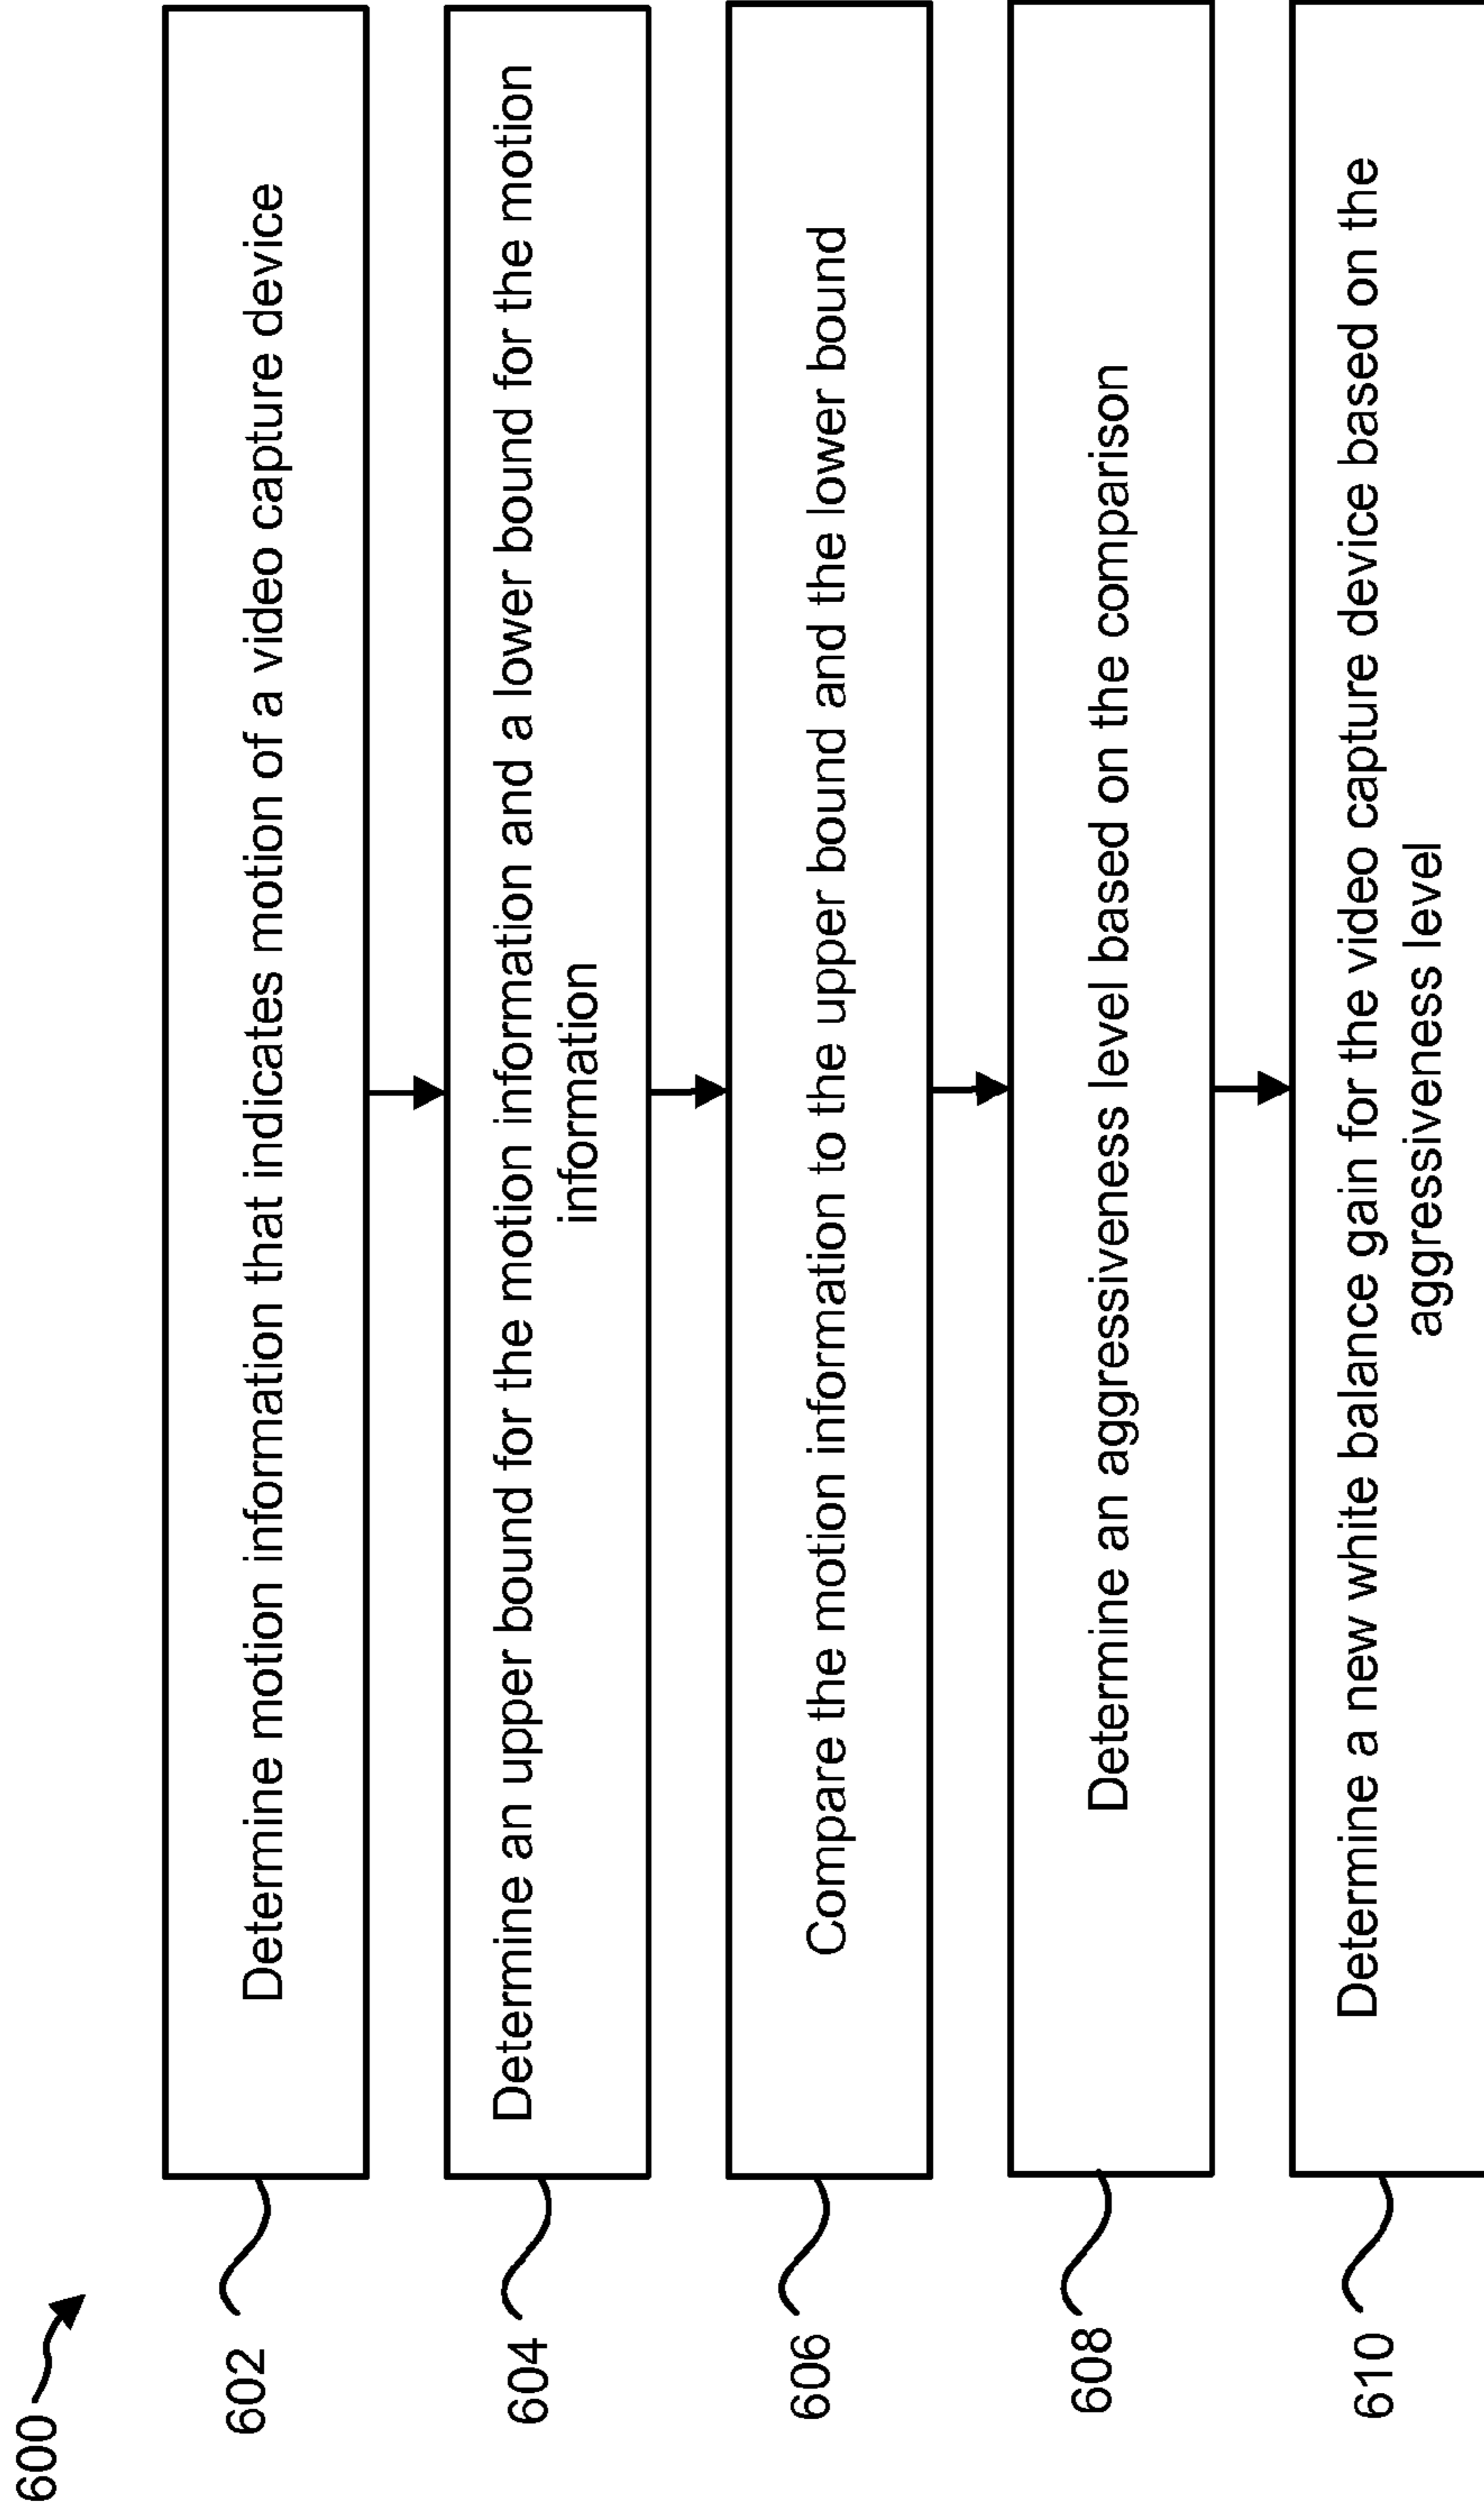 600
602
Determine motion information that indicates motion of a video capture device
604
Determine an upper bound for the motion information and a lower bound for the motion
information
606
Compare the motion information to the upper bound and the lower bound
608
Determine an aggressiveness level based on the comparison
610
Determine a new white balance gain for the video capture device based on the
aggressiveness level